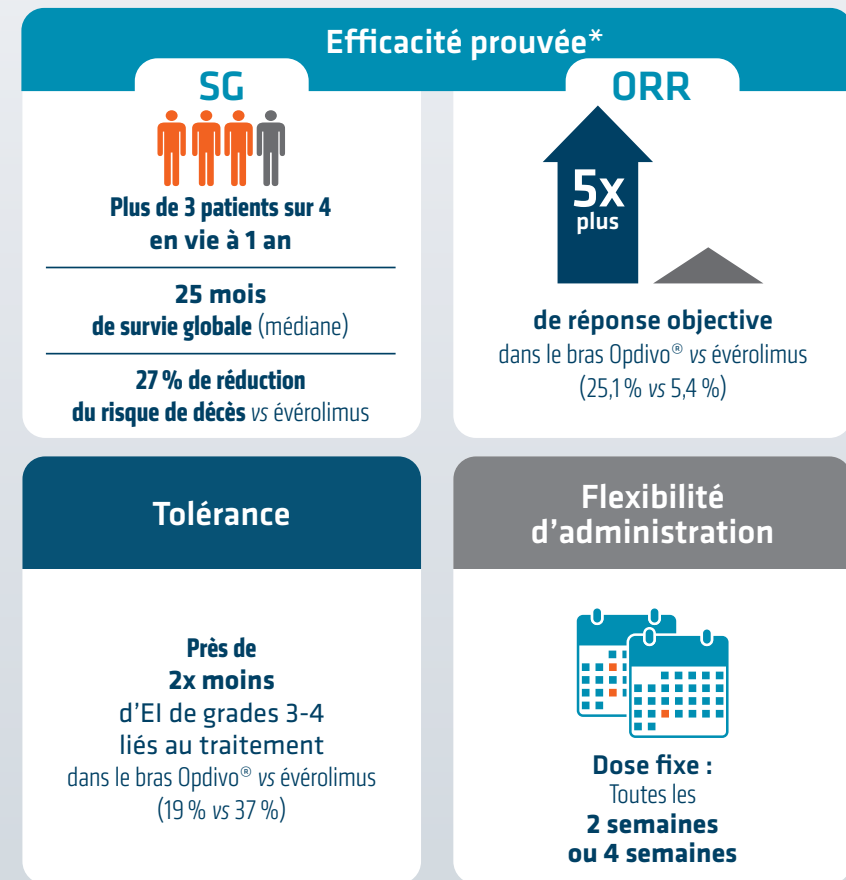 Efficacité prouvée*
SG
Plus de 3 patients sur 4
en vie à 1 an
25 mois
de survie globale (médiane)
27 % de réduction
du risque de décès vs évérolimus
ORR
5x
plus
de réponse objective
dans le bras Opdivo® vs évérolimus
(25,1 % vs 5,4 %)
Tolérance
Près de
2x moins
d’EI de grades 3-4
liés au traitement
dans le bras Opdivo® vs évérolimus
(19 % vs 37 %)
Flexibilité
d’administration
Dose fixe :
Toutes les
2 semaines
ou 4 semaines